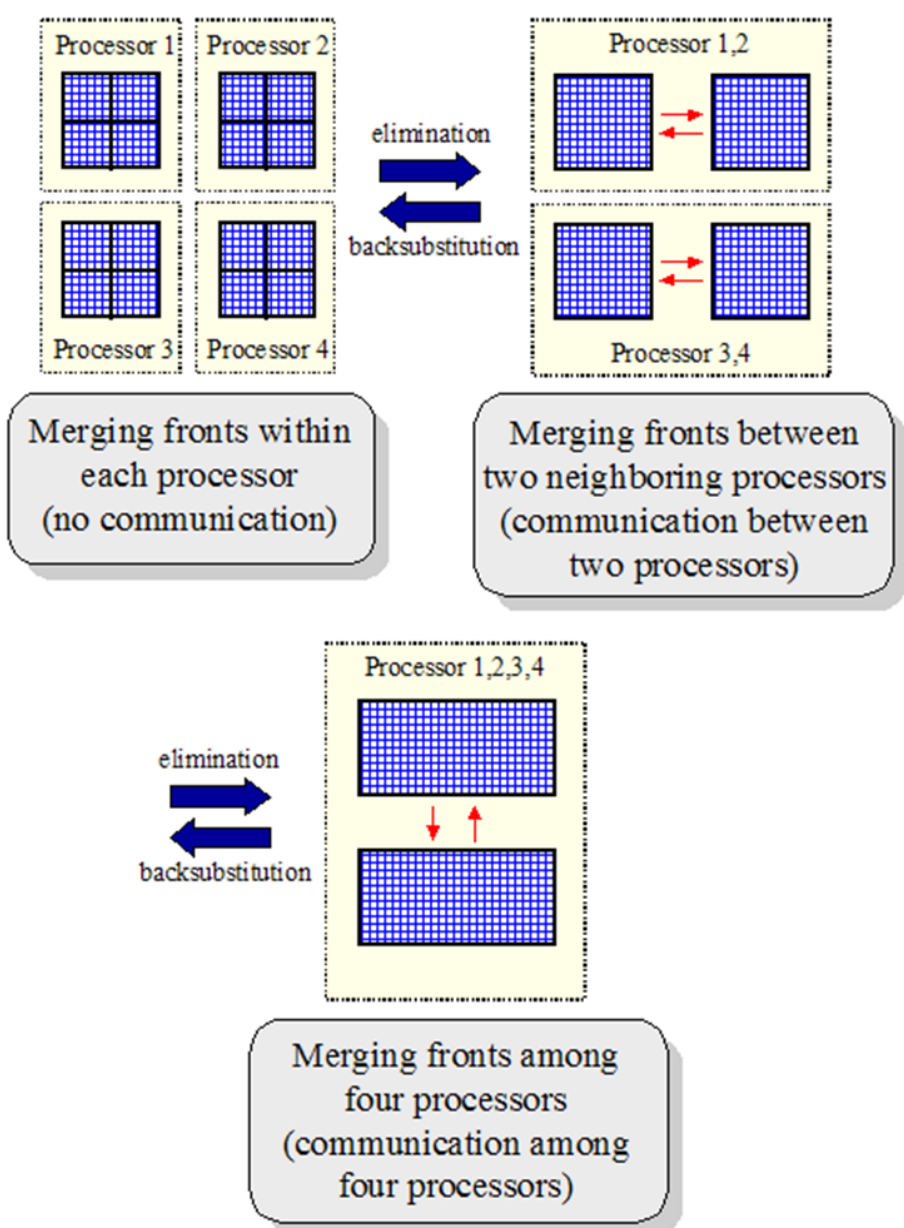 Processor 1
Processor 2
Processor 1,2
elimination
backsubstitution
Processor 3
Processor 4
Processor 3,4
Merging fronts within
each processor
(no communication)
Merging fronts between
two neighboring processors
(communication between
two processors)
Processor 1,2,3,4
elimination
backsubstitution
Merging fronts among
four processors
(communication among
four processors)